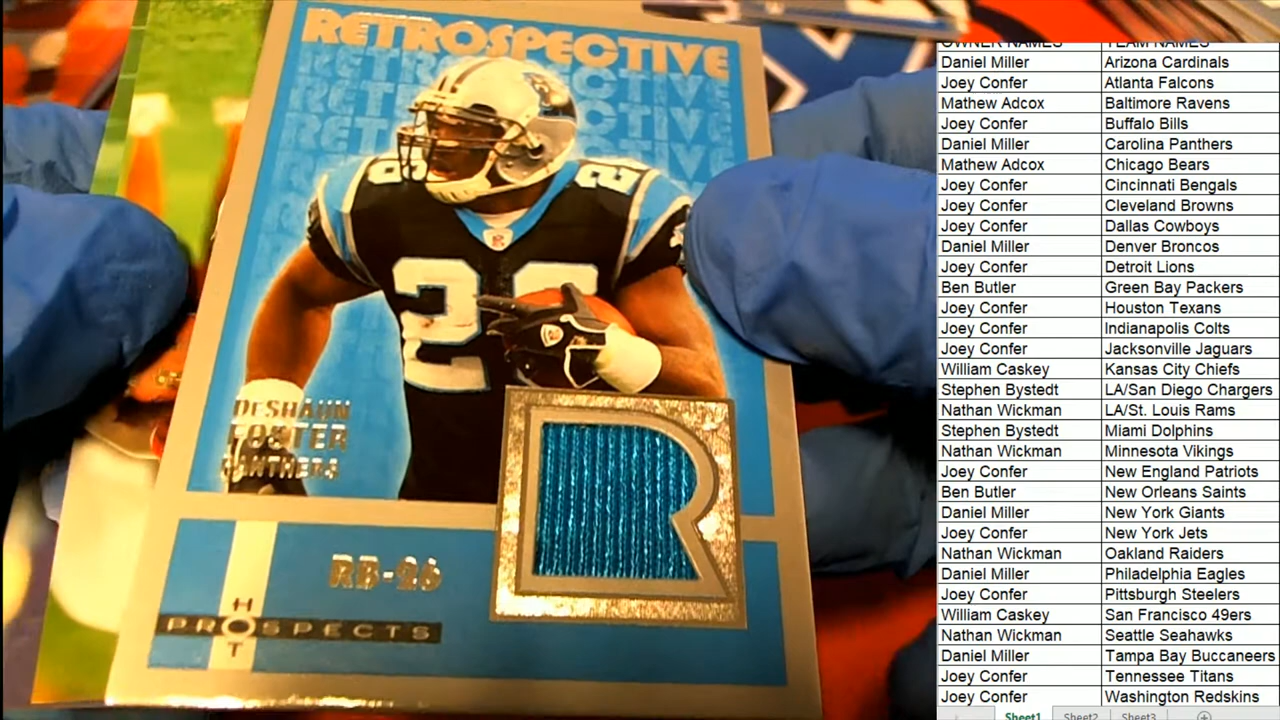 RETROSPECTIVE
26
DESHAUN
FOSTER
PANTHERS
R
RB-26
HOT
PROSPECTS
OWNER NAMES TEAM NAMES
Daniel Miller Arizona Cardinals
Joey Confer Atlanta Falcons
Mathew Adcox Baltimore Ravens
Joey Confer Buffalo Bills
Daniel Miller Carolina Panthers
Mathew Adcox Chicago Bears
Joey Confer Cincinnati Bengals
Joey Confer Cleveland Browns
Joey Confer Dallas Cowboys
Daniel Miller Denver Broncos
Joey Confer Detroit Lions
Ben Butler Green Bay Packers
Joey Confer Houston Texans
Joey Confer Indianapolis Colts
Joey Confer Jacksonville Jaguars
William Caskey Kansas City Chiefs
Stephen Bystedt LA/San Diego Chargers
Nathan Wickman LA/St. Louis Rams
Stephen Bystedt Miami Dolphins
Nathan Wickman Minnesota Vikings
Joey Confer New England Patriots
Ben Butler New Orleans Saints
Daniel Miller New York Giants
Joey Confer New York Jets
Nathan Wickman Oakland Raiders
Daniel Miller Philadelphia Eagles
Joey Confer Pittsburgh Steelers
William Caskey San Francisco 49ers
Nathan Wickman Seattle Seahawks
Daniel Miller Tampa Bay Buccaneers
Joey Confer Tennessee Titans
Joey Confer Washington Redskins
Sheet1 Sheet2 Sheet3